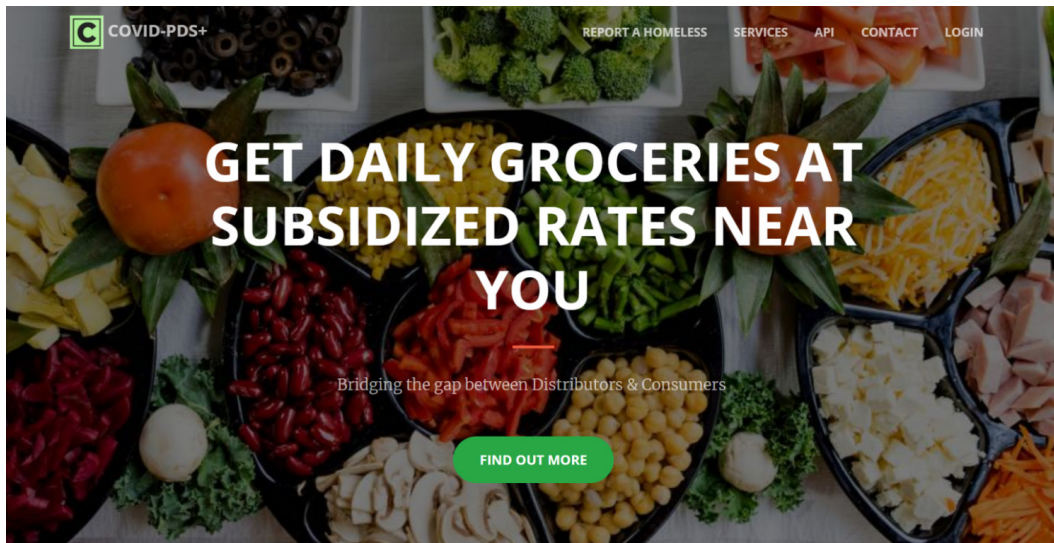 C COVID-PDS+
REPORT A HOMELESS SERVICES API CONTACT LOGIN
GET DAILY GROCERIES AT
SUBSIDIZED RATES NEAR
YOU
Bridging the gap between Distributors & Consumers
FIND OUT MORE